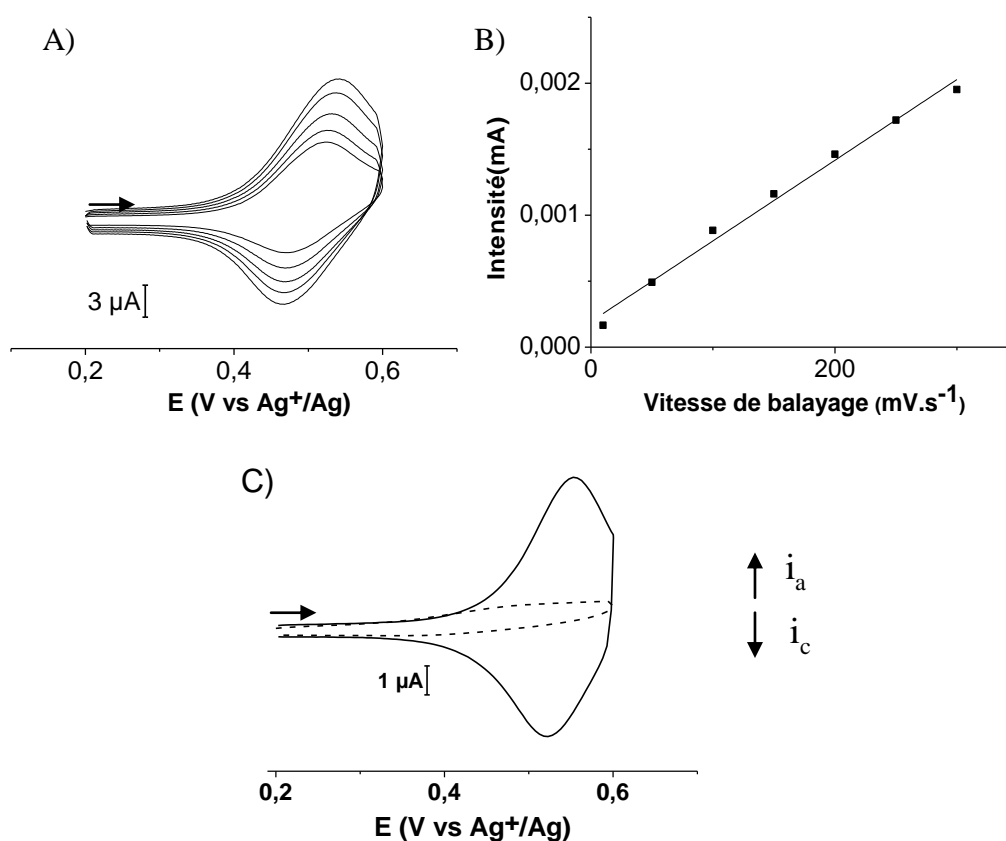 A)
3 µA
0,2 0,4 0,6
E (V vs Ag+/Ag)
B)
0,002
0,001
0,000
Intensité(mA)
0 200
Vitesse de balayage (mV.s-1)
C)
1 µA
0,2 0,4 0,6
E (V vs Ag+/Ag)
ia
ic